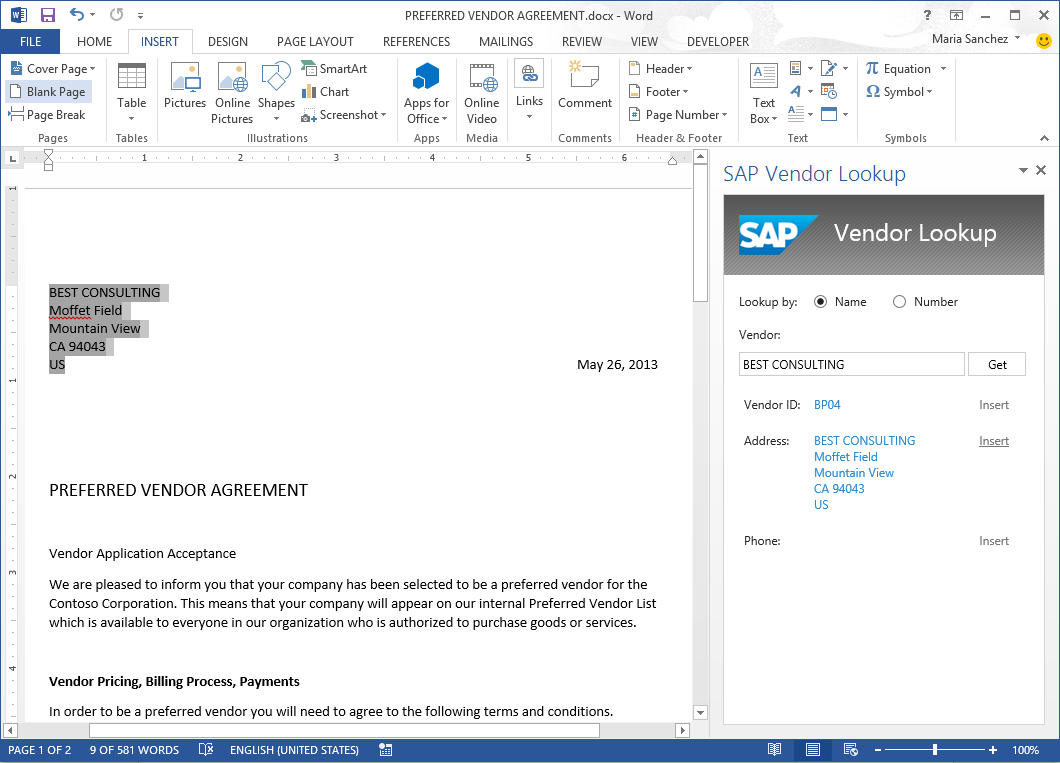 PREFERRED VENDOR AGREEMENT.docx - Word
?
FILE HOME INSERT DESIGN PAGE LAYOUT REFERENCES MAILINGS REVIEW VIEW DEVELOPER Maria Sanchez
Cover Page
Blank Page
Page Break
Pages
Table
Tables
Pictures
Online Pictures
Shapes
SmartArt
Chart
Screenshot
Illustrations
Apps for Office
Apps
Online Video
Media
Links
Comment
Comments
Header
Footer
Page Number
Header & Footer
Text Box
Text
π Equation
Ω Symbol
Symbols
L
1 2 3 4 5 6
1
1
2
3
4
BEST CONSULTING
Moffet Field
Mountain View
CA 94043
US May 26, 2013
PREFERRED VENDOR AGREEMENT
Vendor Application Acceptance
We are pleased to inform you that your company has been selected to be a preferred vendor for the
Contoso Corporation. This means that your company will appear on our internal Preferred Vendor List
which is available to everyone in our organization who is authorized to purchase goods or services.
Vendor Pricing, Billing Process, Payments
In order to be a preferred vendor you will need to agree to the following terms and conditions.
SAP Vendor Lookup
SAP Vendor Lookup
Lookup by: Name Number
Vendor:
BEST CONSULTING Get
Vendor ID: BP04 Insert
Address: BEST CONSULTING Insert
Moffet Field
Mountain View
CA 94043
US
Phone: Insert
PAGE 1 OF 2 9 OF 581 WORDS ENGLISH (UNITED STATES) 100%